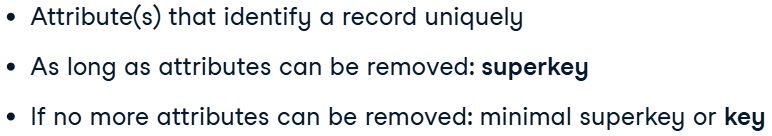 • Attribute(s) that identify a record uniquely
• As long as attributes can be removed: superkey
• If no more attributes can be removed: minimal superkey or key